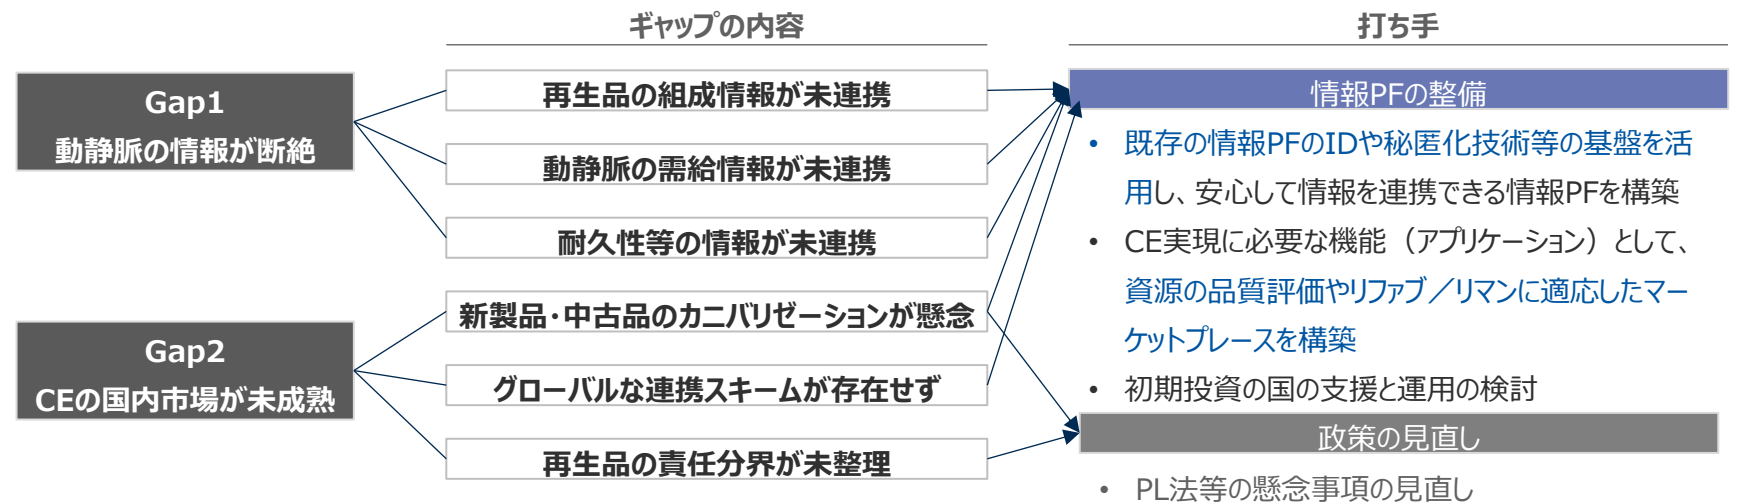 ギャップの内容
打ち手
Gap1
動静脈の情報が断絶
再生品の組成情報が未連携
動静脈の需給情報が未連携
耐久性等の情報が未連携
Gap2
CEの国内市場が未成熟
新製品・中古品のカニバリゼーションが懸念
グローバルな連携スキームが存在せず
再生品の責任分界が未整理
情報PFの整備
• 既存の情報PFのIDや秘匿化技術等の基盤を活
用し、安心して情報を連携できる情報PFを構築
• CE実現に必要な機能（アプリケーション）として、
資源の品質評価やリファブ／リマンに適応したマー
ケットプレースを構築
• 初期投資の国の支援と運用の検討
政策の見直し
• PL法等の懸念事項の見直し